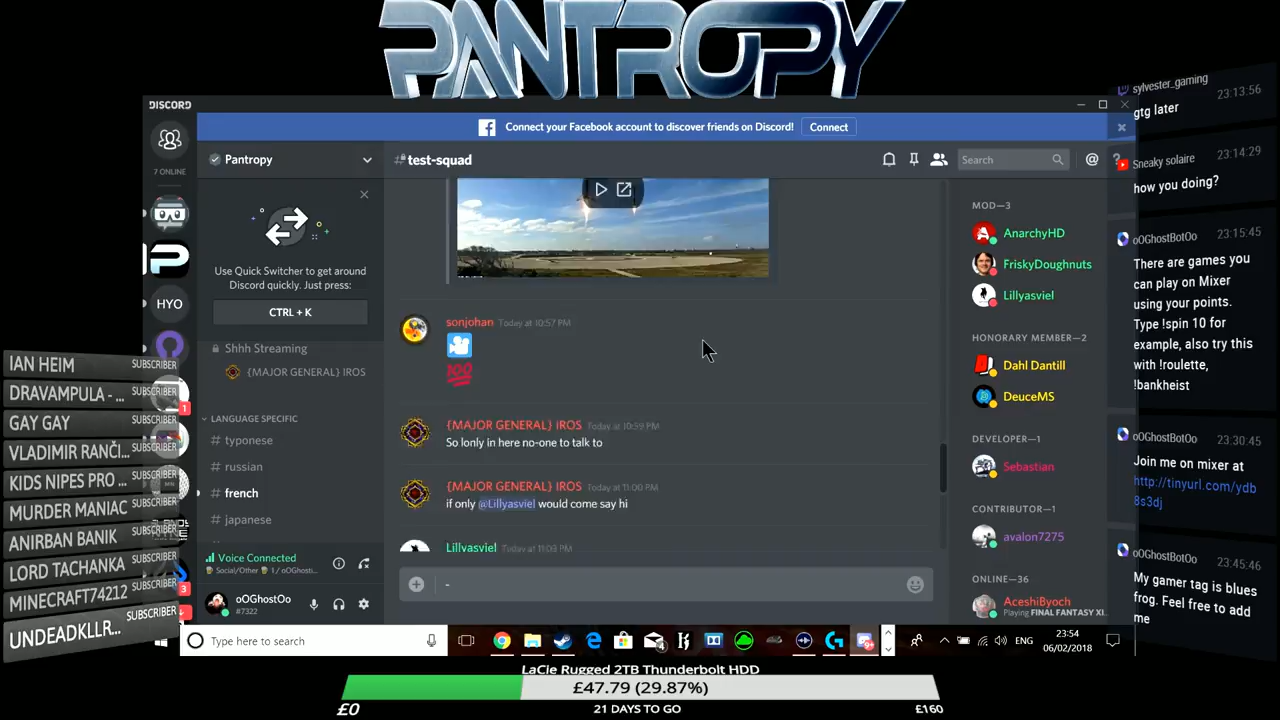 PANTROPY
DISCORD
Connect your Facebook account to discover friends on Discord! Connect
7 ONLINE
HYO
Pantropy
Use Quick Switcher to get around
Discord quickly. Just press:
CTRL + K
Shhh Streaming
{MAJOR GENERAL} IROS
LANGUAGE SPECIFIC
# typonese
# russian
# french
# japanese
Voice Connected
oOGhostOo
#7322
#test-squad
Search
sonjohan Today at 10:57 PM
100
{MAJOR GENERAL} IROS Today at 10:59 PM
So lonly in here no-one to talk to
{MAJOR GENERAL} IROS Today at 11:00 PM
if only @Lillyasviel would come say hi
Lillyasviel Today at 11:03 PM
-
MOD—3
AnarchyHD
FriskyDoughnuts
Lillyasviel
HONORARY MEMBER—2
Dahl Dantill
DeuceMS
DEVELOPER—1
Sebastian
CONTRIBUTOR—1
avalon7275
ONLINE—36
AceshiByoch
Playing FINAL FANTASY XI...
sylvester_gaming 23:13:56
gtg later
Sneaky solaire 23:14:29
how you doing?
oOGhostBotOo 23:15:45
There are games you
can play on Mixer
using your points.
Type !spin 10 for
example, also try this
with !roulette,
!bankheist
oOGhostBotOo 23:30:45
Join me on mixer at
http://tinyurl.com/ydb
8s3dj
oOGhostBotOo 23:45:46
My gamer tag is blues
frog. Feel free to add
me
IAN HEIM SUBSCRIBER
DRAVAMPULA - ... SUBSCRIBER
GAY GAY SUBSCRIBER
VLADIMIR RANČI... SUBSCRIBER
KIDS NIPES PRO ... SUBSCRIBER
MURDER MANIAC SUBSCRIBER
ANIRBAN BANIK SUBSCRIBER
LORD TACHANKA SUBSCRIBER
MINECRAFT74212 SUBSCRIBER
UNDEADKLLR... SUBSCRIBER
Type here to search
ENG
23:54
06/02/2018
LaCie Rugged 2TB Thunderbolt HDD
£47.79 (29.87%)
£0
21 DAYS TO GO
£160